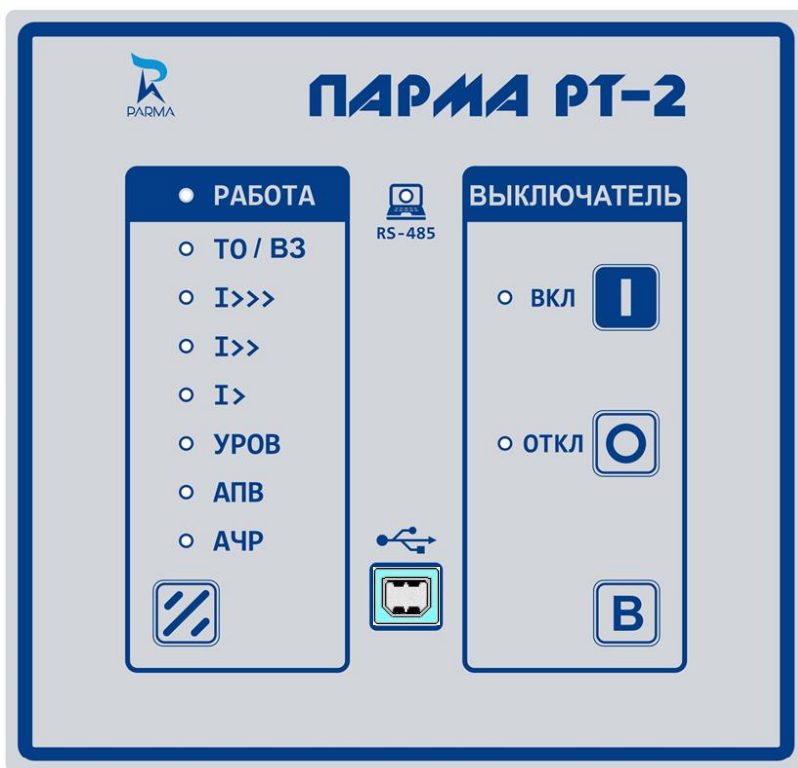 PARMA
ПАРМА РТ-2
РАБОТА
ТО / ВЗ
I>>>
I>>
I>
УРОВ
АПВ
АЧР
RS-485
ВЫКЛЮЧАТЕЛЬ
ВКЛ
I
ОТКЛ
O
B